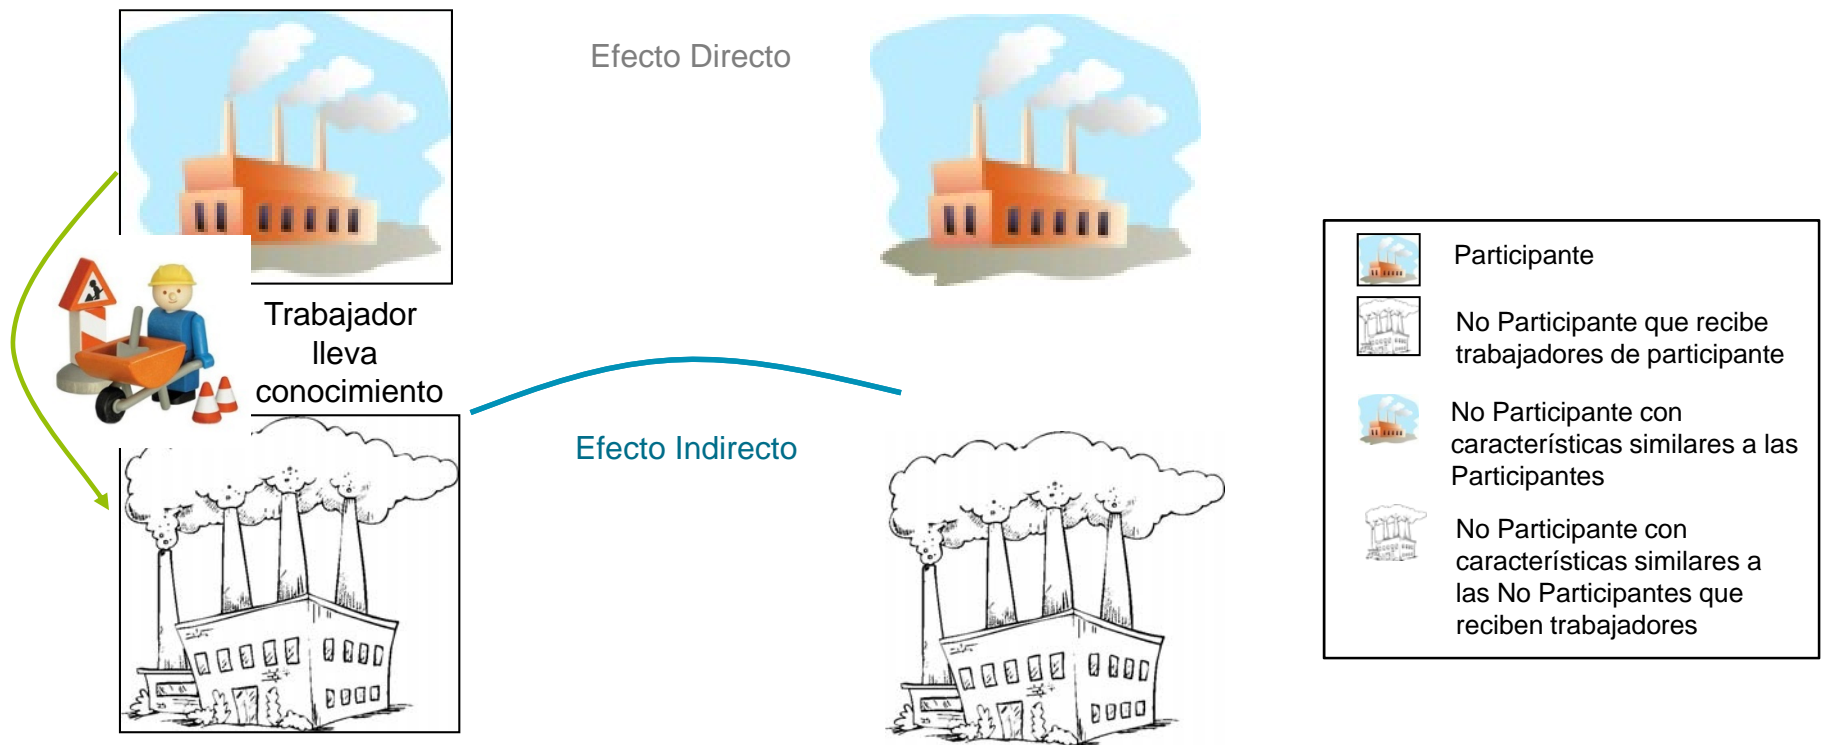 Efecto Directo
Trabajador
lleva
conocimiento
Efecto Indirecto
Participante
No Participante que recibe
trabajadores de participante
No Participante con
características similares a las
Participantes
No Participante con
características similares a
las No Participantes que
reciben trabajadores